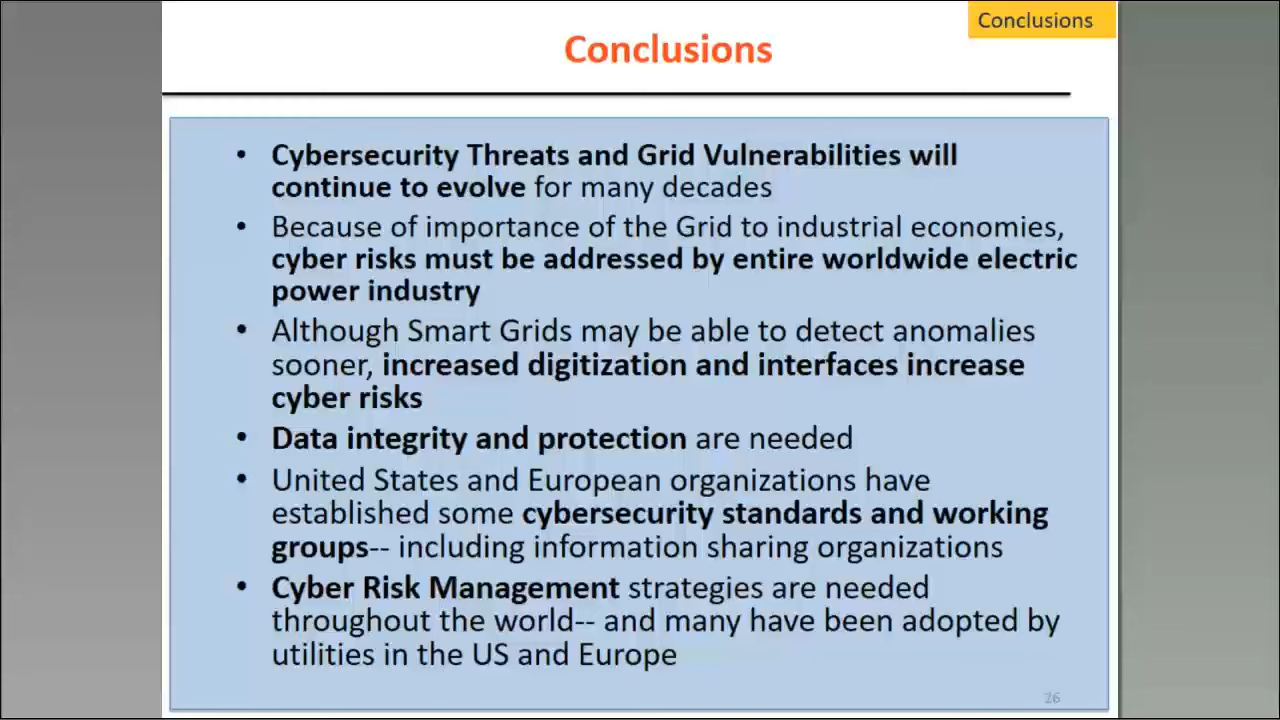 Conclusions
Conclusions
• Cybersecurity Threats and Grid Vulnerabilities will
continue to evolve for many decades
• Because of importance of the Grid to industrial economies,
cyber risks must be addressed by entire worldwide electric
power industry
• Although Smart Grids may be able to detect anomalies
sooner, increased digitization and interfaces increase
cyber risks
• Data integrity and protection are needed
• United States and European organizations have
established some cybersecurity standards and working
groups-- including information sharing organizations
• Cyber Risk Management strategies are needed
throughout the world-- and many have been adopted by
utilities in the US and Europe
26